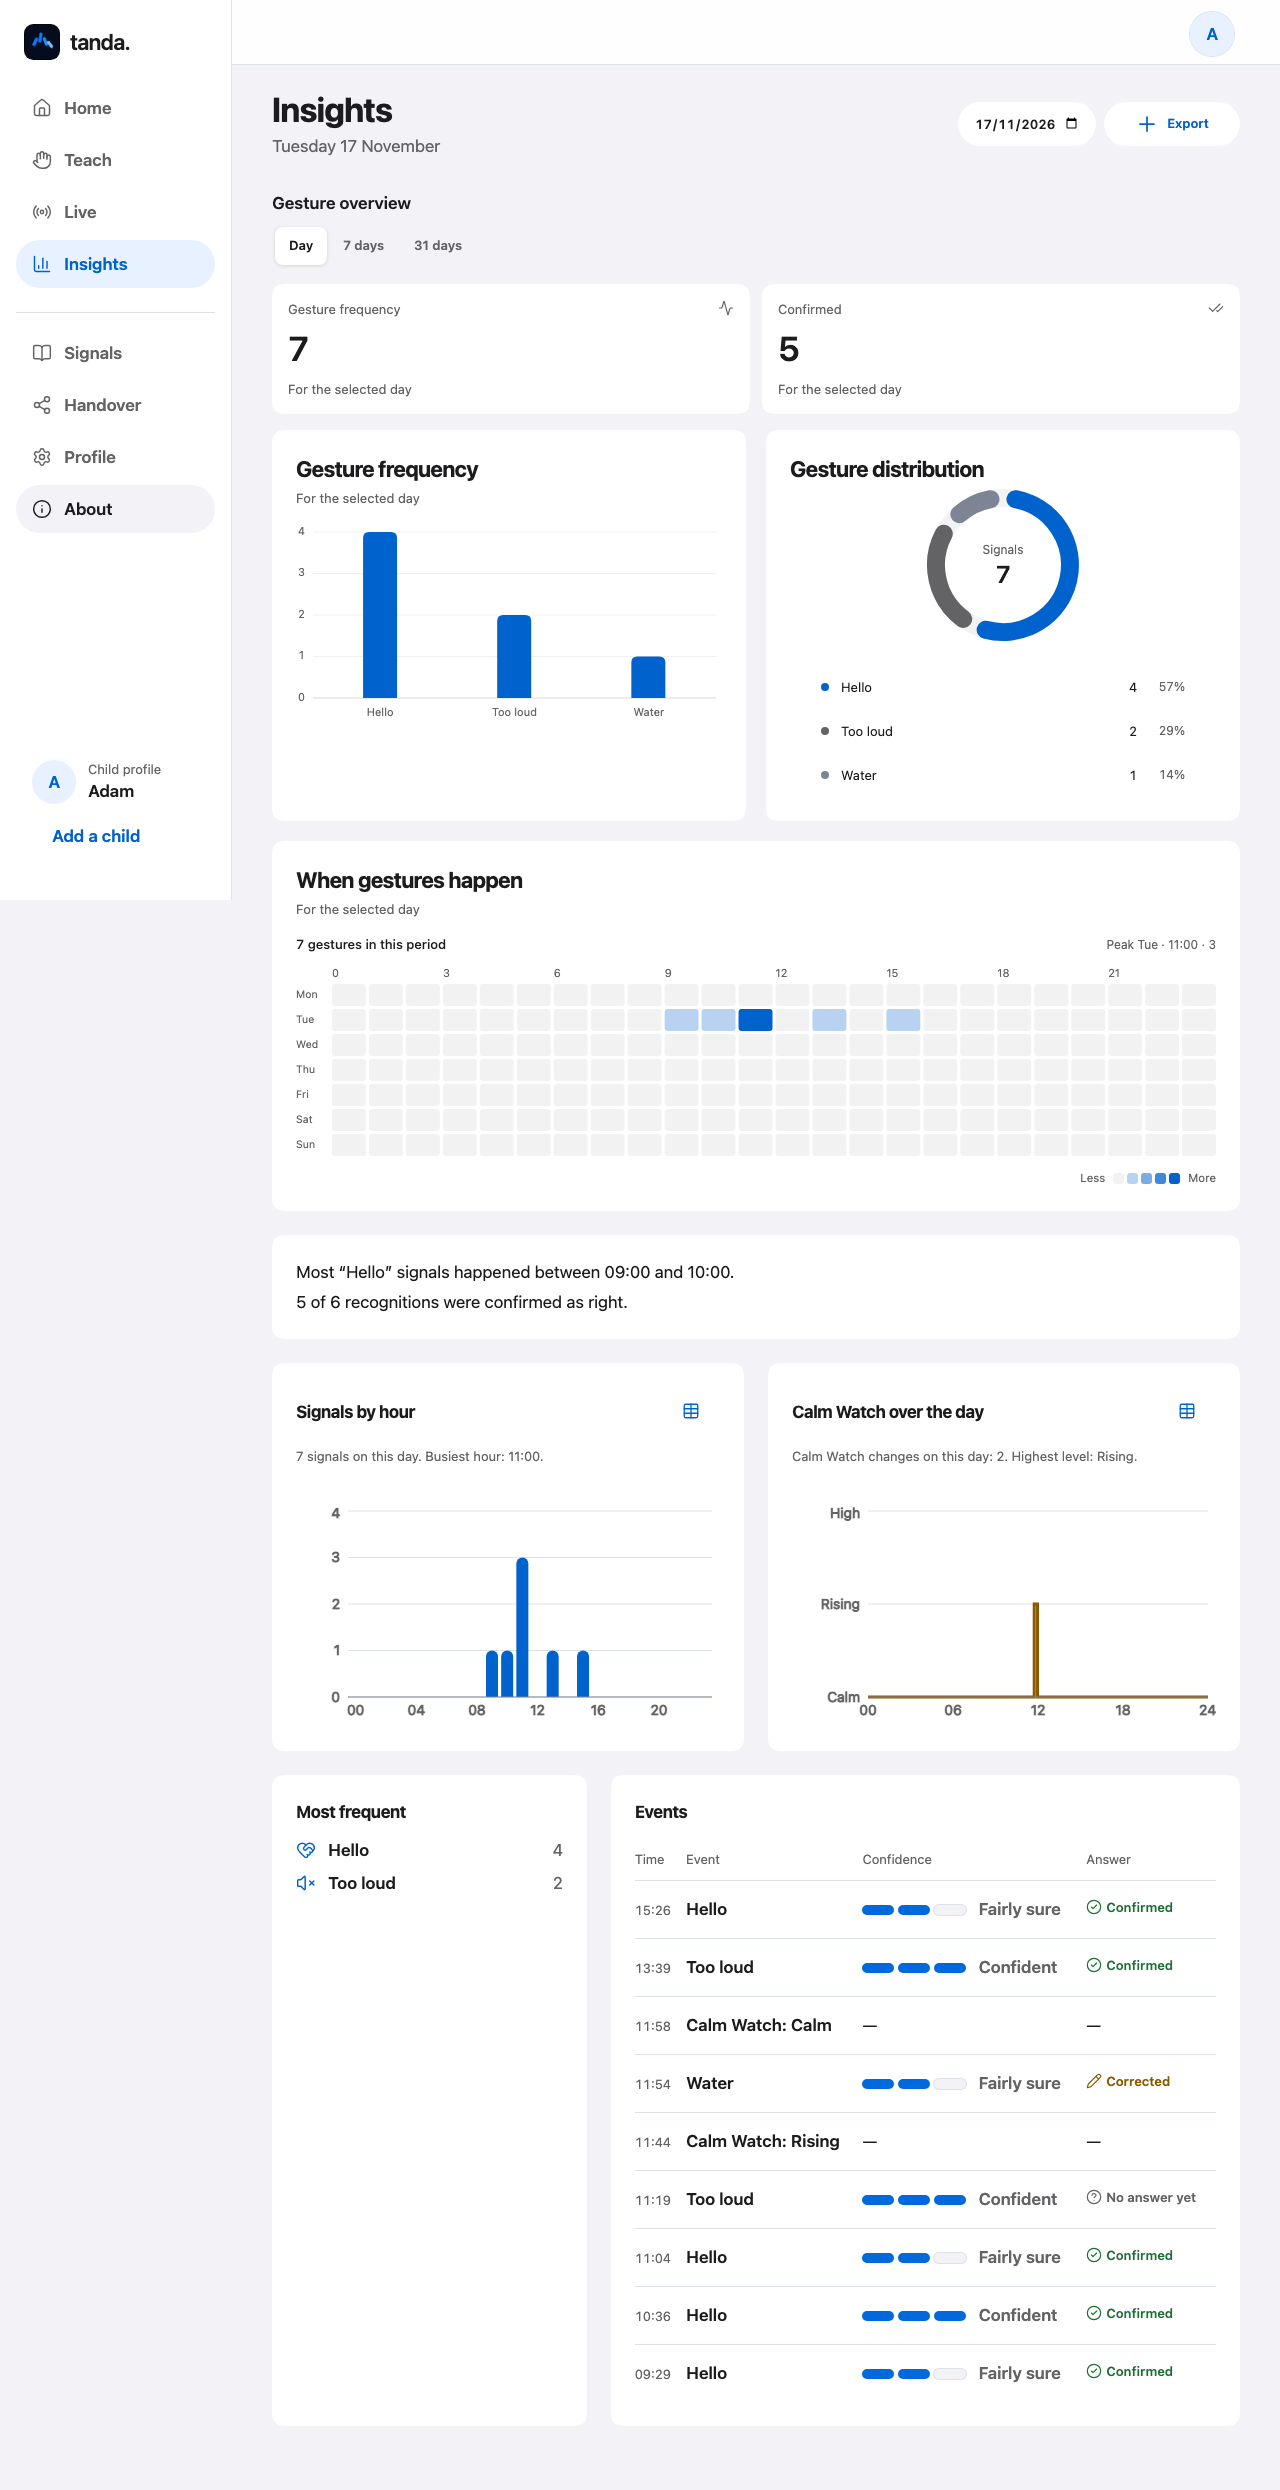 tanda.
Home
Teach
Live
Insights
Signals
Handover
Profile
About
A
Child profile
Adam
Add a child
A
Insights
Tuesday 17 November
17/11/2026
Export
Gesture overview
Day 7 days 31 days
Gesture frequency
7
For the selected day
Confirmed
5
For the selected day
Gesture frequency
For the selected day
4
3
2
1
0
Hello Too loud Water
Gesture distribution
Signals
7
Hello 4 57%
Too loud 2 29%
Water 1 14%
When gestures happen
For the selected day
7 gestures in this period Peak Tue · 11:00 · 3
0 3 6 9 12 15 18 21
Mon
Tue
Wed
Thu
Fri
Sat
Sun
Less More
Most “Hello” signals happened between 09:00 and 10:00.
5 of 6 recognitions were confirmed as right.
Signals by hour
7 signals on this day. Busiest hour: 11:00.
4
3
2
1
0
00 04 08 12 16 20
Calm Watch over the day
Calm Watch changes on this day: 2. Highest level: Rising.
High
Rising
Calm
00 06 12 18 24
Most frequent
Hello 4
Too loud 2
Events
Time Event Confidence Answer
15:26 Hello Fairly sure Confirmed
13:39 Too loud Confident Confirmed
11:58 Calm Watch: Calm — —
11:54 Water Fairly sure Corrected
11:44 Calm Watch: Rising — —
11:19 Too loud Confident No answer yet
11:04 Hello Fairly sure Confirmed
10:36 Hello Confident Confirmed
09:29 Hello Fairly sure Confirmed